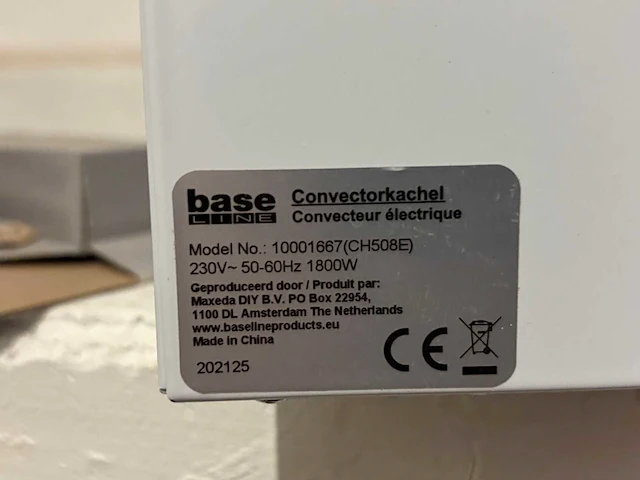 base Convectorkachel
LINE Convecteur électrique
Model No.: 10001667(CH508E)
230V~ 50-60Hz 1800W
Geproduceerd door / Produit par:
Maxeda DIY B.V. PO Box 22954,
1100 DL Amsterdam The Netherlands
www.baselineproducts.eu
Made in China
CE
202125